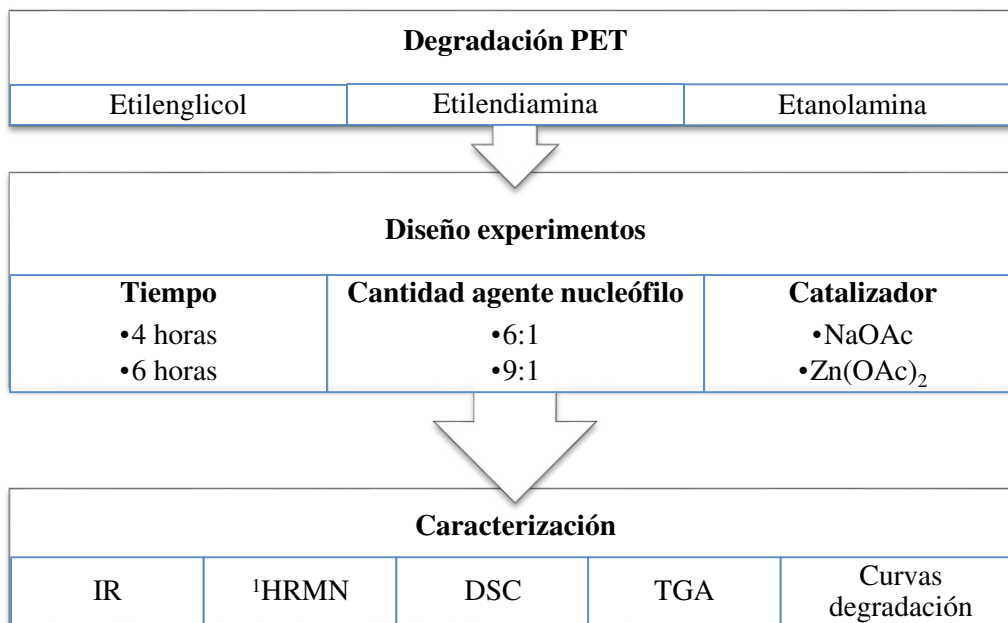 Degradación PET
Etilenglicol Etilendiamina Etanolamina
Diseño experimentos
Tiempo Cantidad agente nucleófilo Catalizador
•4 horas •6:1 •NaOAc
•6 horas •9:1 •Zn(OAc)₂
Caracterización
IR ¹HRMN DSC TGA Curvas
degradación